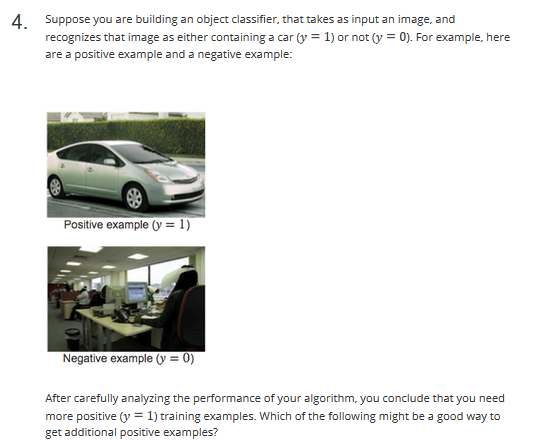 4. Suppose you are building an object classifier, that takes as input an image, and
recognizes that image as either containing a car (y = 1) or not (y = 0). For example, here
are a positive example and a negative example:
Positive example (y = 1)
Negative example (y = 0)
After carefully analyzing the performance of your algorithm, you conclude that you need
more positive (y = 1) training examples. Which of the following might be a good way to
get additional positive examples?